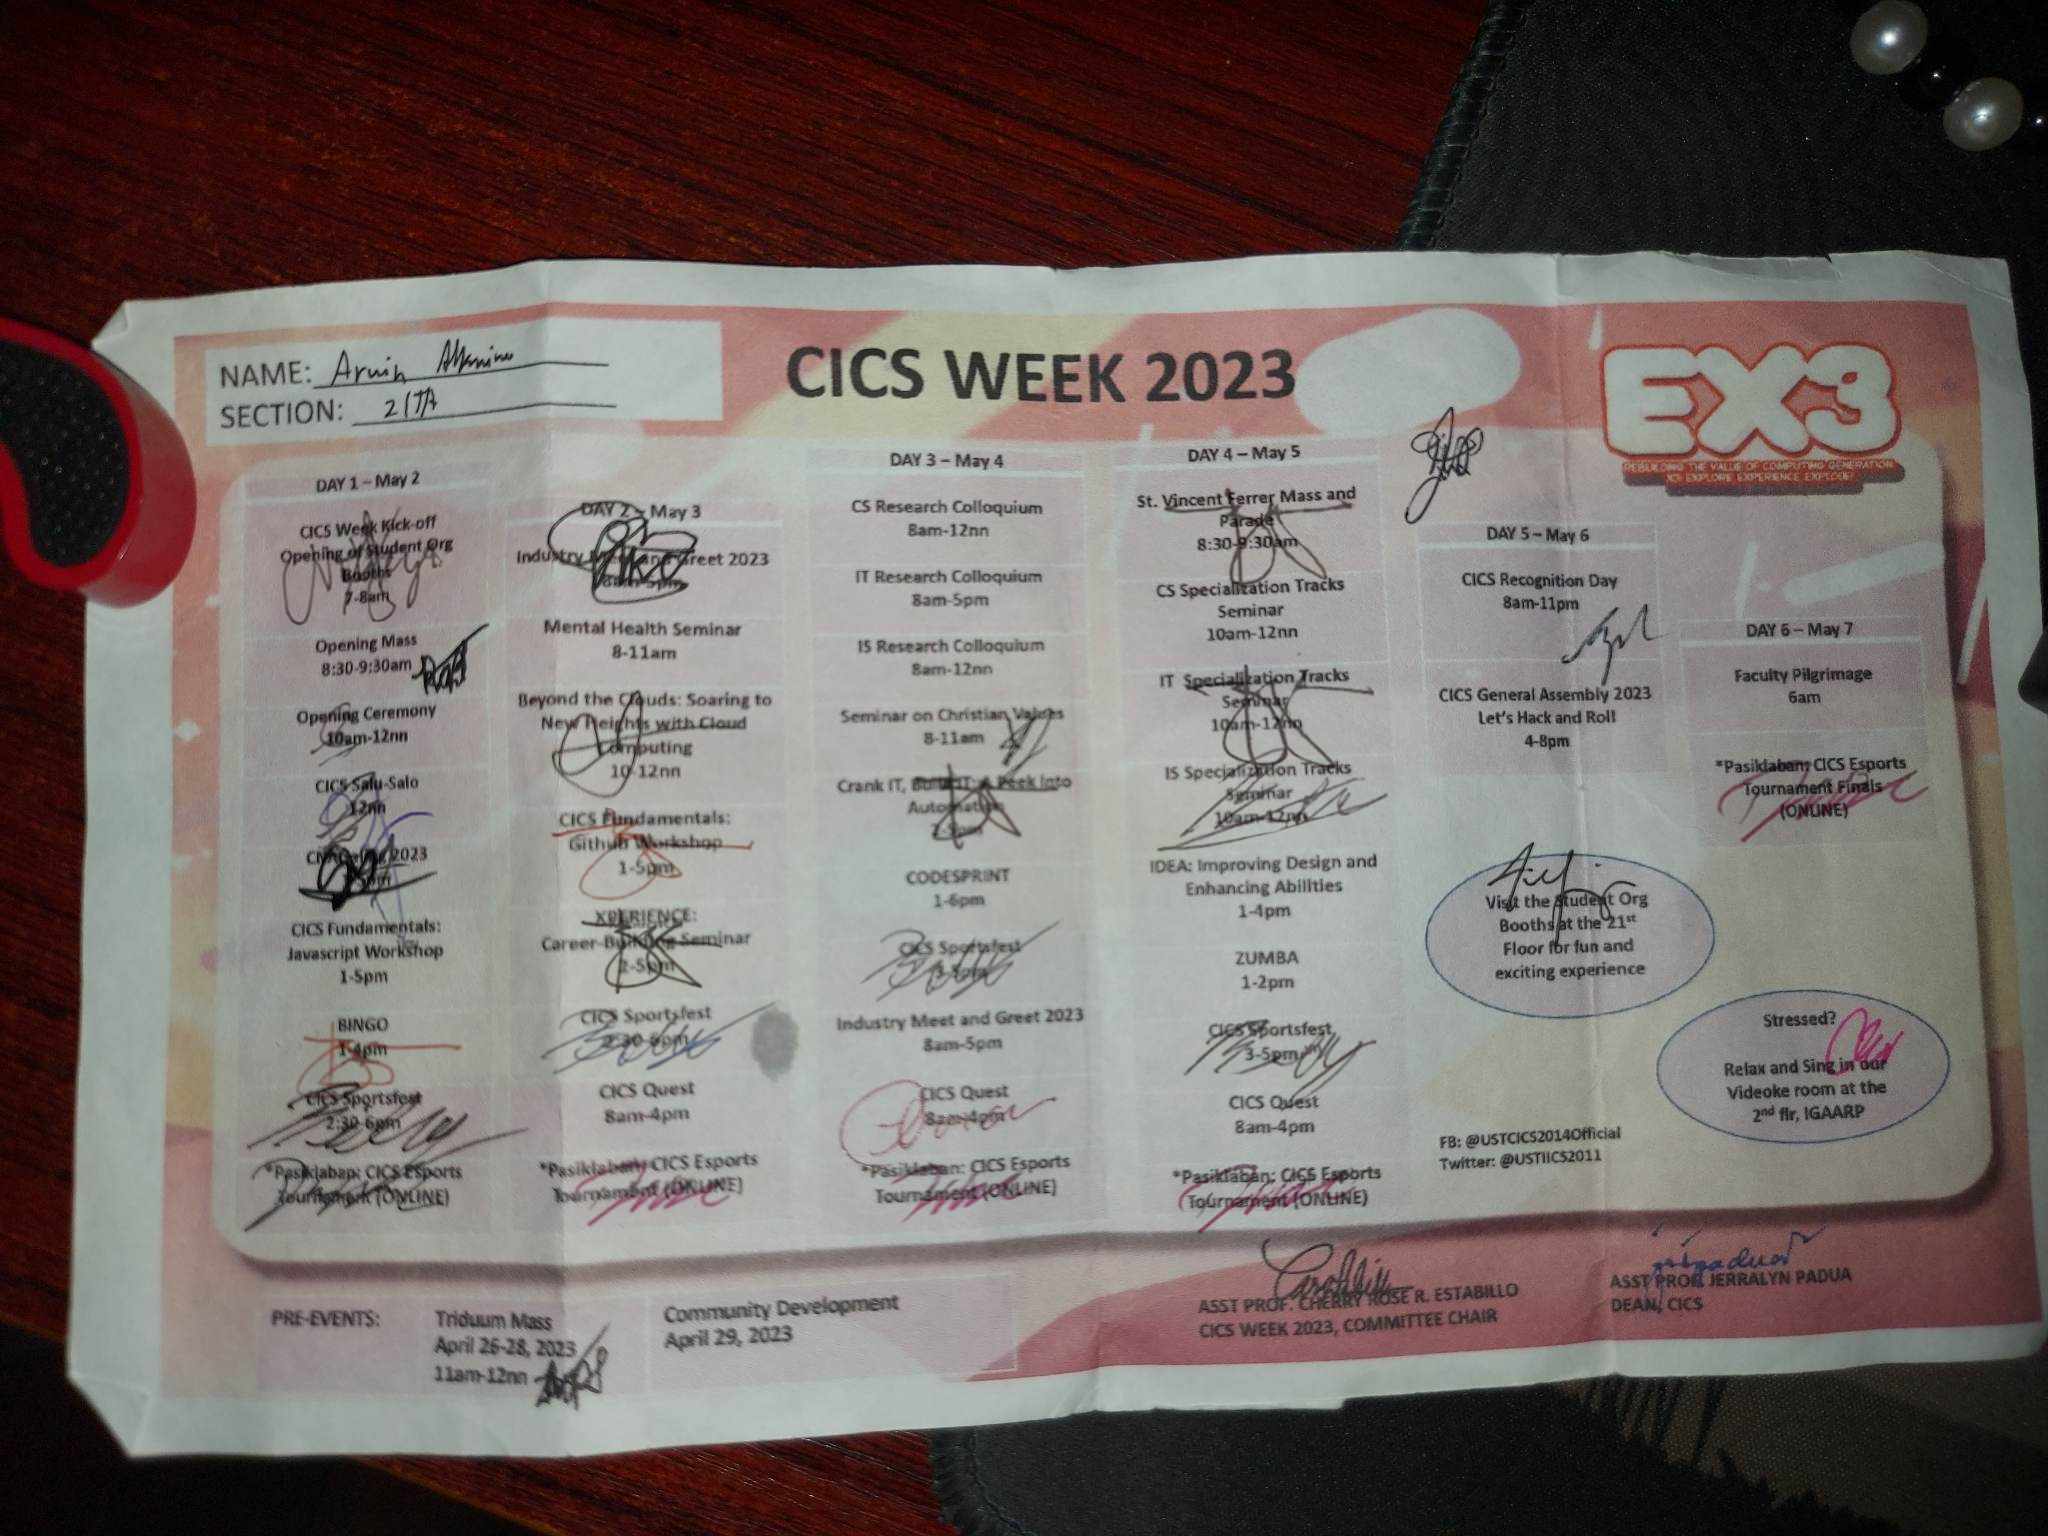 NAME: Arvin
SECTION: 2ITA
CICS WEEK 2023
EX3
REBUILDING THE VALUE OF COMPUTING GENERATION
X3: EXPLORE EXPERIENCE EXPLODE!
DAY 1 – May 2
CICS Week Kick-off
Opening of Student Org
Booths
7-8am
Opening Mass
8:30-9:30am
Opening Ceremony
10am-12nn
CICS Salu-Salo
12nn
2023
CICS Fundamentals:
Javascript Workshop
1-5pm
BINGO
1-4pm
CICS Sportsfest
2:30-6pm
*Pasiklaban: CICS Esports
Tournament (ONLINE)
DAY 2 – May 3
Industry Meet and Greet 2023
8am-5pm
Mental Health Seminar
8-11am
Beyond the Clouds: Soaring to
New Heights with Cloud
Computing
10-12nn
CICS Fundamentals:
Github Workshop
1-5pm
XPERIENCE:
Career-Building Seminar
2-5pm
CICS Sportsfest
2:30-6pm
CICS Quest
8am-4pm
*Pasiklaban: CICS Esports
Tournament (ONLINE)
DAY 3 – May 4
CS Research Colloquium
8am-12nn
IT Research Colloquium
8am-5pm
IS Research Colloquium
8am-12nn
Seminar on Christian Values
8-11am
Crank IT, Build IT: A Peek Into
Automation
CODESPRINT
1-6pm
CICS Sportsfest
3-5pm
Industry Meet and Greet 2023
8am-5pm
CICS Quest
8am-4pm
*Pasiklaban: CICS Esports
Tournament (ONLINE)
DAY 4 – May 5
St. Vincent Ferrer Mass and
Parade
8:30-9:30am
CS Specialization Tracks
Seminar
10am-12nn
IT Specialization Tracks
Seminar
10am-12nn
IS Specialization Tracks
Seminar
10am-12nn
IDEA: Improving Design and
Enhancing Abilities
1-4pm
ZUMBA
1-2pm
CICS Sportsfest
3-5pm
CICS Quest
8am-4pm
*Pasiklaban: CICS Esports
Tournament (ONLINE)
DAY 5 – May 6
CICS Recognition Day
8am-11pm
CICS General Assembly 2023
Let's Hack and Roll
4-8pm
DAY 6 – May 7
Faculty Pilgrimage
6am
*Pasiklaban: CICS Esports
Tournament Finals
(ONLINE)
Visit the Student Org
Booths at the 21st
Floor for fun and
exciting experience
Stressed?
Relax and Sing in our
Videoke room at the
2nd flr, IGAARP
FB: @USTCICS2014Official
Twitter: @USTIICS2011
PRE-EVENTS:
Triduum Mass
April 26-28, 2023
11am-12nn
Community Development
April 29, 2023
ASST PROF. CHERRY ROSE R. ESTABILLO
CICS WEEK 2023, COMMITTEE CHAIR
ASST PROF. JERRALYN PADUA
DEAN, CICS